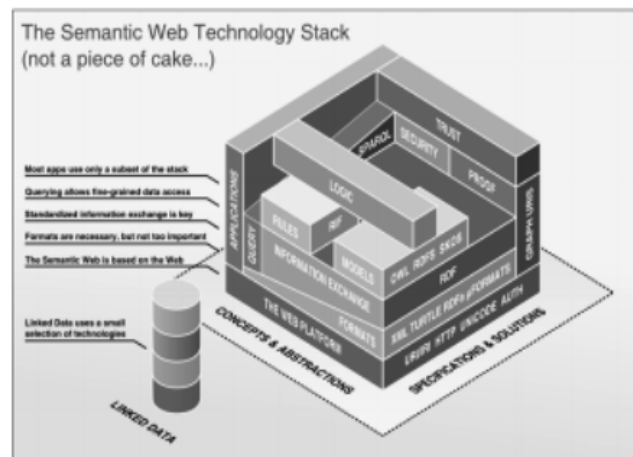 The Semantic Web Technology Stack
(not a piece of cake...)
Most apps use only a subset of the stack
Querying allows fine-grained data access
Standardized information exchange is key
Formats are necessary, but not too important
The Semantic Web is based on the Web
Linked Data uses a small
selection of technologies
LINKED DATA
APPLICATIONS
QUERY
RULES
RIF
LOGIC
SPARQL
SECURITY
TRUST
PROOF
MODELS
OWL RDFS SKOS
INFORMATION EXCHANGE
RDF
GRAPH URIS
FORMATS
XML TURTLE RDFa µFORMATS
THE WEB PLATFORM
URI/IRI HTTP UNICODE AUTH
CONCEPTS & ABSTRACTIONS
SPECIFICATIONS & SOLUTIONS